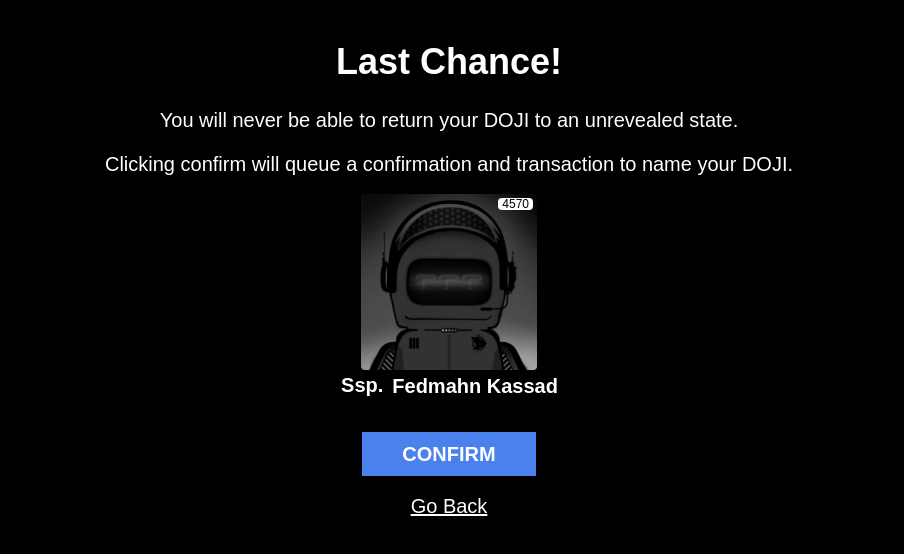 Last Chance!
You will never be able to return your DOJI to an unrevealed state.
Clicking confirm will queue a confirmation and transaction to name your DOJI.
4570
???
Ssp. Fedmahn Kassad
CONFIRM
Go Back